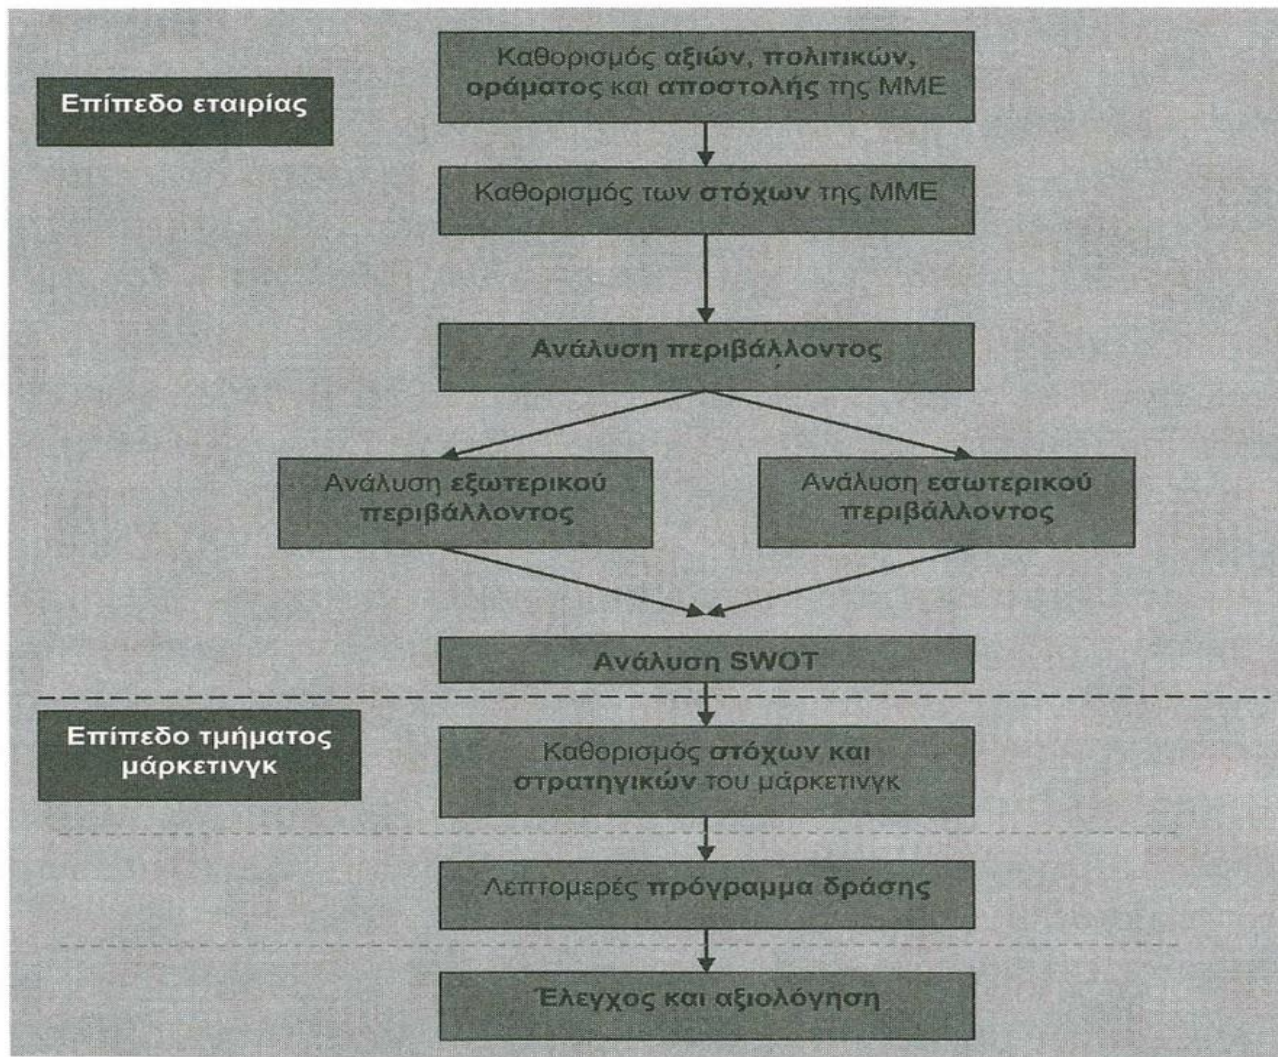 Καθορισμός αξιών, πολιτικών,
οράματος και αποστολής της ΜΜΕ
Επίπεδο εταιρίας
Καθορισμός των στόχων της ΜΜΕ
Ανάλυση περιβάλλοντος
Ανάλυση εξωτερικού
περιβάλλοντος
Ανάλυση εσωτερικού
περιβάλλοντος
Ανάλυση SWOT
Επίπεδο τμήματος
μάρκετινγκ
Καθορισμός στόχων και
στρατηγικών του μάρκετινγκ
Λεπτομερές πρόγραμμα δράσης
Έλεγχος και αξιολόγηση